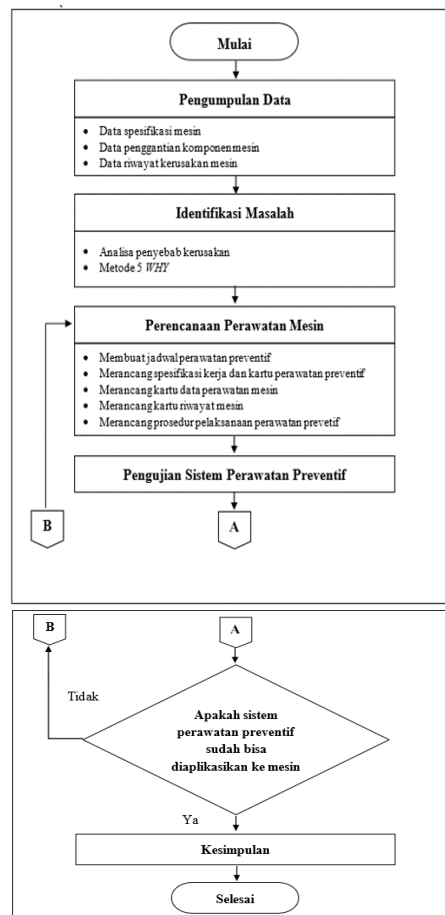 Mulai
Pengumpulan Data
• Data spesifikasi mesin
• Data penggantian komponen mesin
• Data riwayat kerusakan mesin
Identifikasi Masalah
• Analisa penyebab kerusakan
• Metode 5 WHY
Perencanaan Perawatan Mesin
• Membuat jadwal perawatan preventif
• Merancang spesifikasi kerja dan kartu perawatan preventif
• Merancang kartu data perawatan mesin
• Merancang kartu riwayat mesin
• Merancang prosedur pelaksanaan perawatan prevetif
Pengujian Sistem Perawatan Preventif
B
A
B
A
Tidak
Apakah sistem
perawatan preventif
sudah bisa
diaplikasikan ke mesin
Ya
Kesimpulan
Selesai